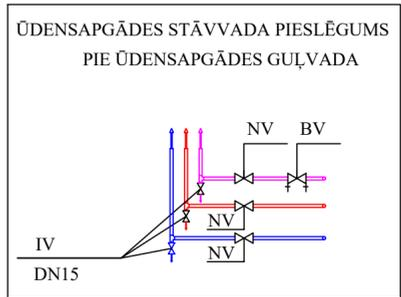 ŪDENSAPGĀDES STĀVVADA PIESLĒGUMS
PIE ŪDENSAPGĀDES GUĻVADA
NV BV
NV
IV
NV
DN15